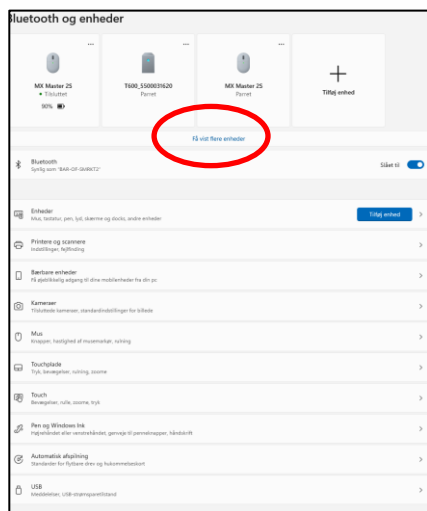 Bluetooth og enheder
MX Master 2S
Tilsluttet
90%
T600_5500031620
Parret
MX Master 2S
Parret
Tilføj enhed
Få vist flere enheder
Bluetooth
Synlig som "BAR-DF-GMRKT2"
Slået til
Enheder
Mus, tastatur, pen, lyd, skærme og docks, andre enheder
Tilføj enhed
Printere og scannere
Indstillinger, fejlfinding
Bærbare enheder
Få øjeblikkelig adgang til dine mobilenheder fra din pc
Kameraer
Tilsluttede kameraer, standardindstillinger for billede
Mus
Knapper, hastighed af musemarkør, rulning
Touchplade
Tryk, bevægelser, rulning, zoome
Touch
Bevægelser, rulle, zoome, tryk
Pen og Windows Ink
Højrehåndet eller venstrehåndet, genveje til penneknapper, håndskrift
Automatisk afspilning
Standarder for flytbare drev og hukommelseskort
USB
Meddelelser, USB-strømsparetilstand